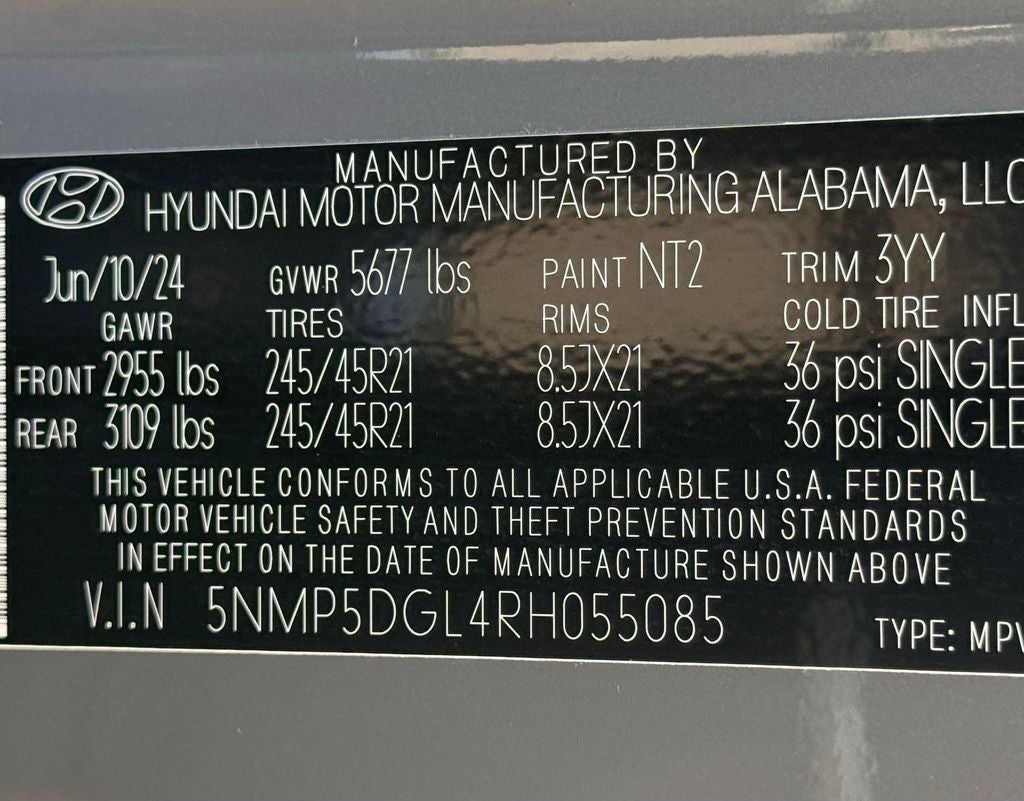 MANUFACTURED BY
HYUNDAI MOTOR MANUFACTURING ALABAMA, LLC
Jun/10/24 GVWR 5677 lbs PAINT NT2 TRIM 3YY
GAWR TIRES RIMS COLD TIRE INFL
FRONT 2955 lbs 245/45R21 8.5JX21 36 psi SINGLE
REAR 3109 lbs 245/45R21 8.5JX21 36 psi SINGLE
THIS VEHICLE CONFORMS TO ALL APPLICABLE U.S.A. FEDERAL
MOTOR VEHICLE SAFETY AND THEFT PREVENTION STANDARDS
IN EFFECT ON THE DATE OF MANUFACTURE SHOWN ABOVE
V.I.N 5NMP5DGL4RH055085
TYPE: MPV